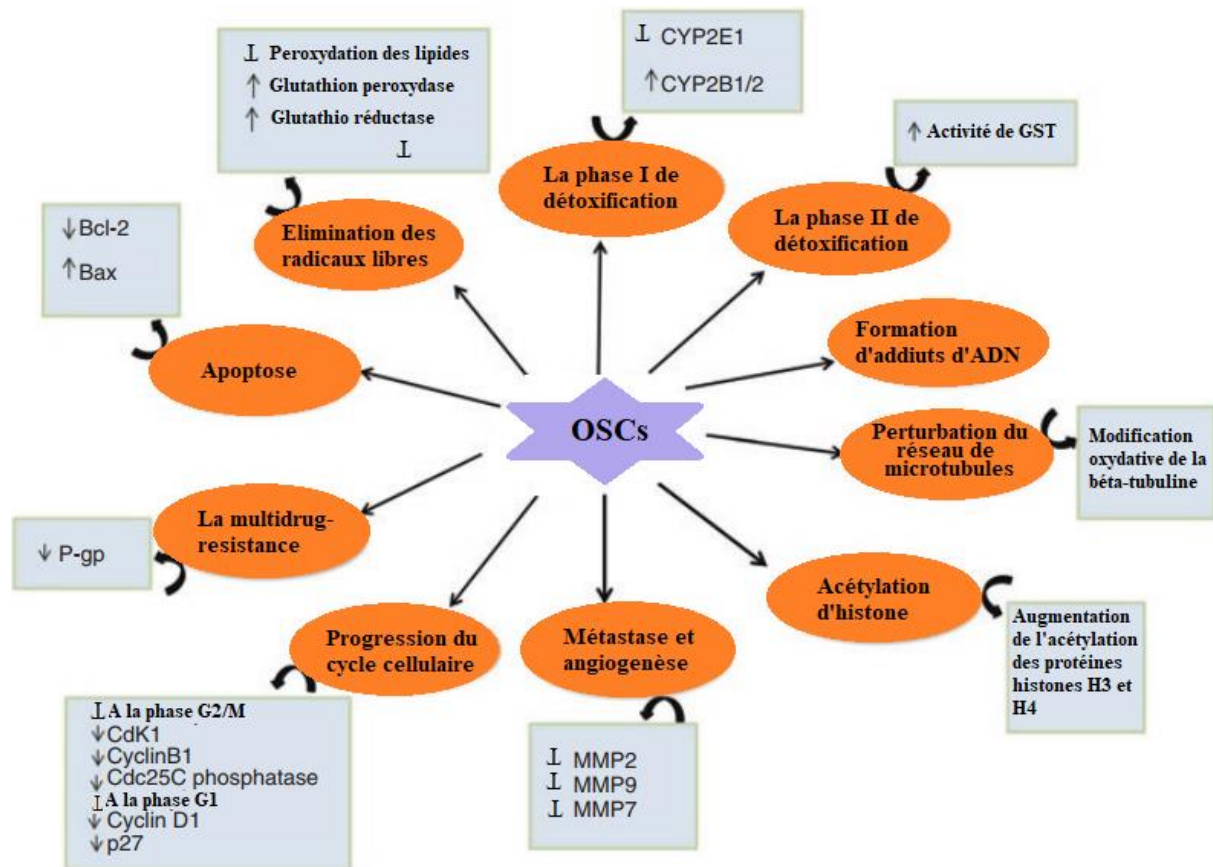 ⊥ Peroxydation des lipides
↑ Glutathion peroxydase
↑ Glutathio réductase
⊥
⊥ CYP2E1
↑ CYP2B1/2
↑ Activité de GST
La phase I de
détoxification
La phase II de
détoxification
Elimination des
radicaux libres
↓ Bcl-2
↑ Bax
Apoptose
Formation
d'addiuts d'ADN
OSCs
Perturbation du
réseau de
microtubules
Modification
oxydative de la
béta-tubuline
La multidrug-
resistance
↓ P-gp
Acétylation
d'histone
Augmentation
de l'acétylation
des protéines
histones H3 et
H4
Progression du
cycle cellulaire
Métastase et
angiogenèse
⊥ A la phase G2/M
↓ CdK1
↓ CyclinB1
↓ Cdc25C phosphatase
⊥ A la phase G1
↓ Cyclin D1
↓ p27
⊥ MMP2
⊥ MMP9
⊥ MMP7